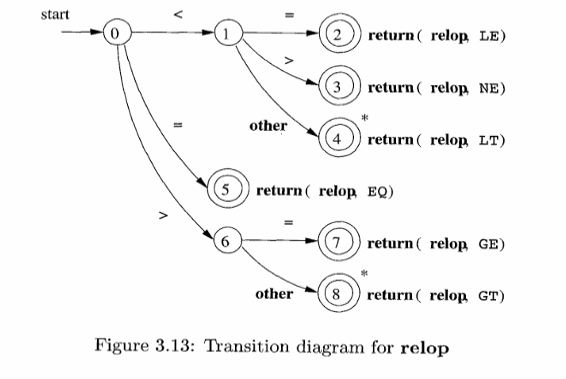 start
<
=
0 1 2 return( relop, LE)
>
3 return( relop, NE)
*
other
4 return( relop, LT)
=
5 return( relop, EQ)
>
=
6 7 return( relop, GE)
*
other 8 return( relop, GT)
Figure 3.13: Transition diagram for relop